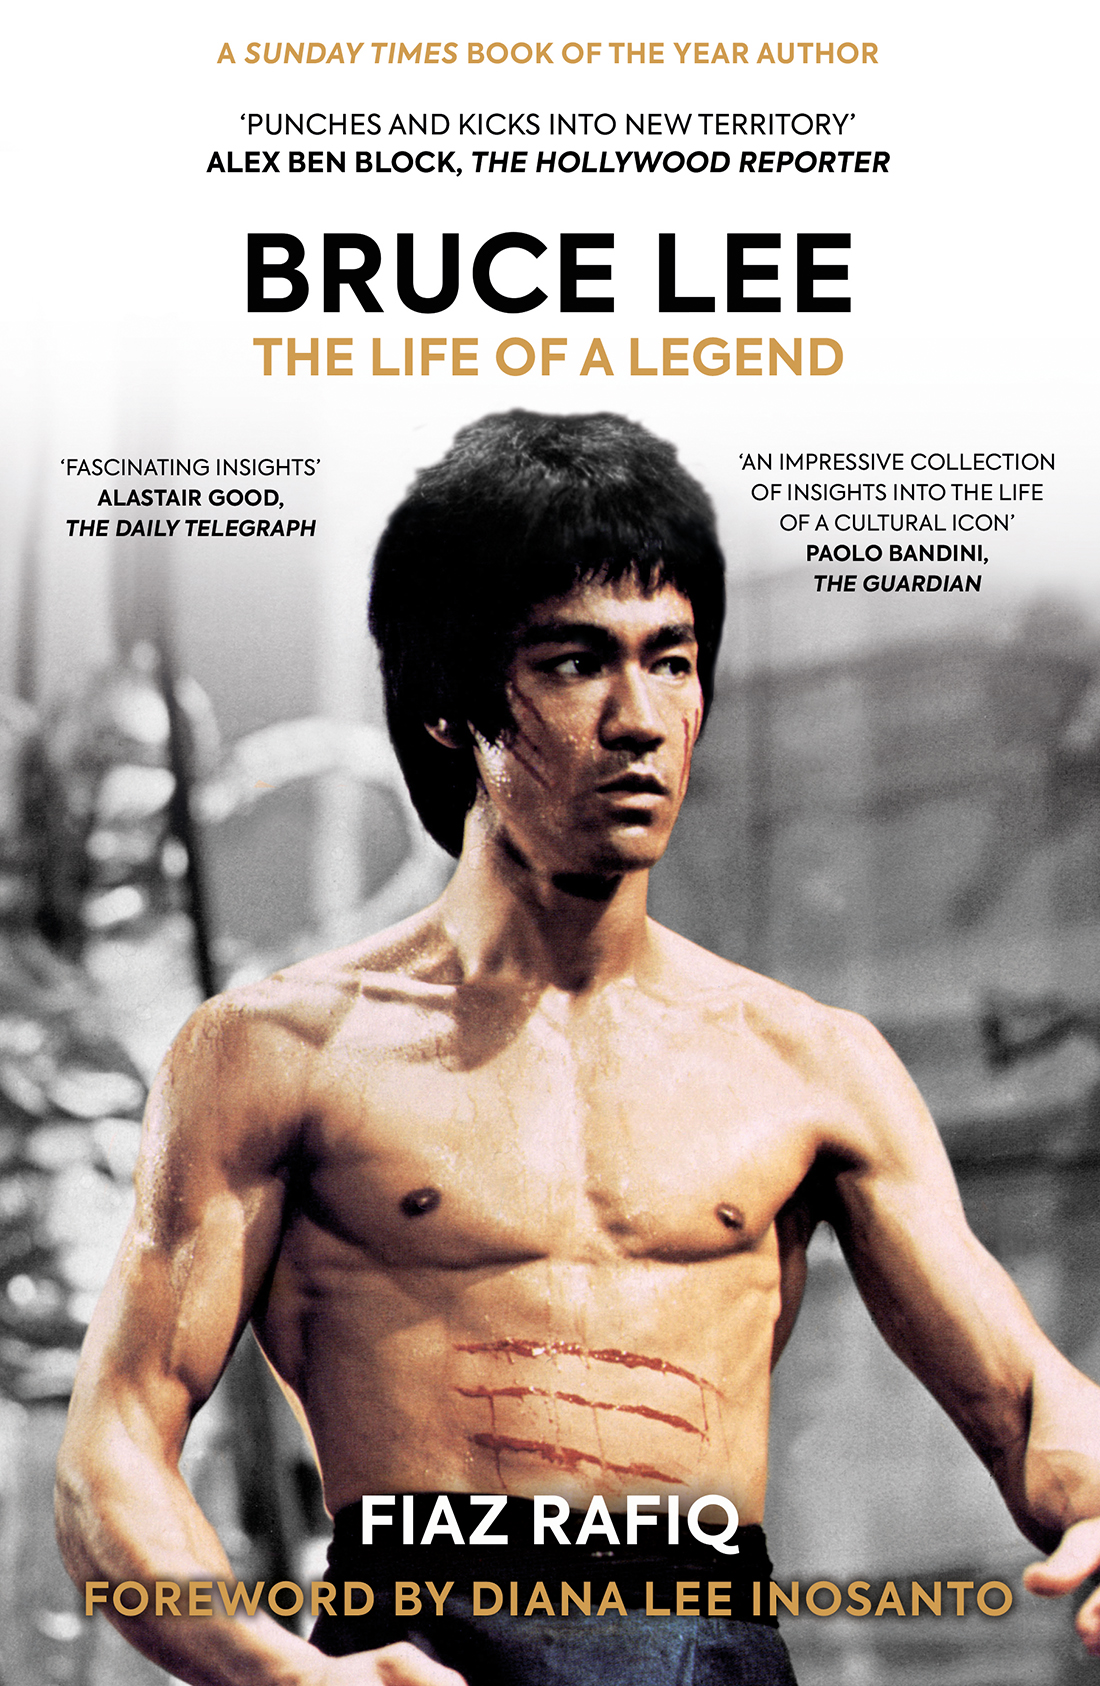 A SUNDAY TIMES BOOK OF THE YEAR AUTHOR
‘PUNCHES AND KICKS INTO NEW TERRITORY’
ALEX BEN BLOCK, THE HOLLYWOOD REPORTER
BRUCE LEE
THE LIFE OF A LEGEND
‘FASCINATING INSIGHTS’
ALASTAIR GOOD,
THE DAILY TELEGRAPH
‘AN IMPRESSIVE COLLECTION
OF INSIGHTS INTO THE LIFE
OF A CULTURAL ICON’
PAOLO BANDINI,
THE GUARDIAN
FIAZ RAFIQ
FOREWORD BY DIANA LEE INOSANTO